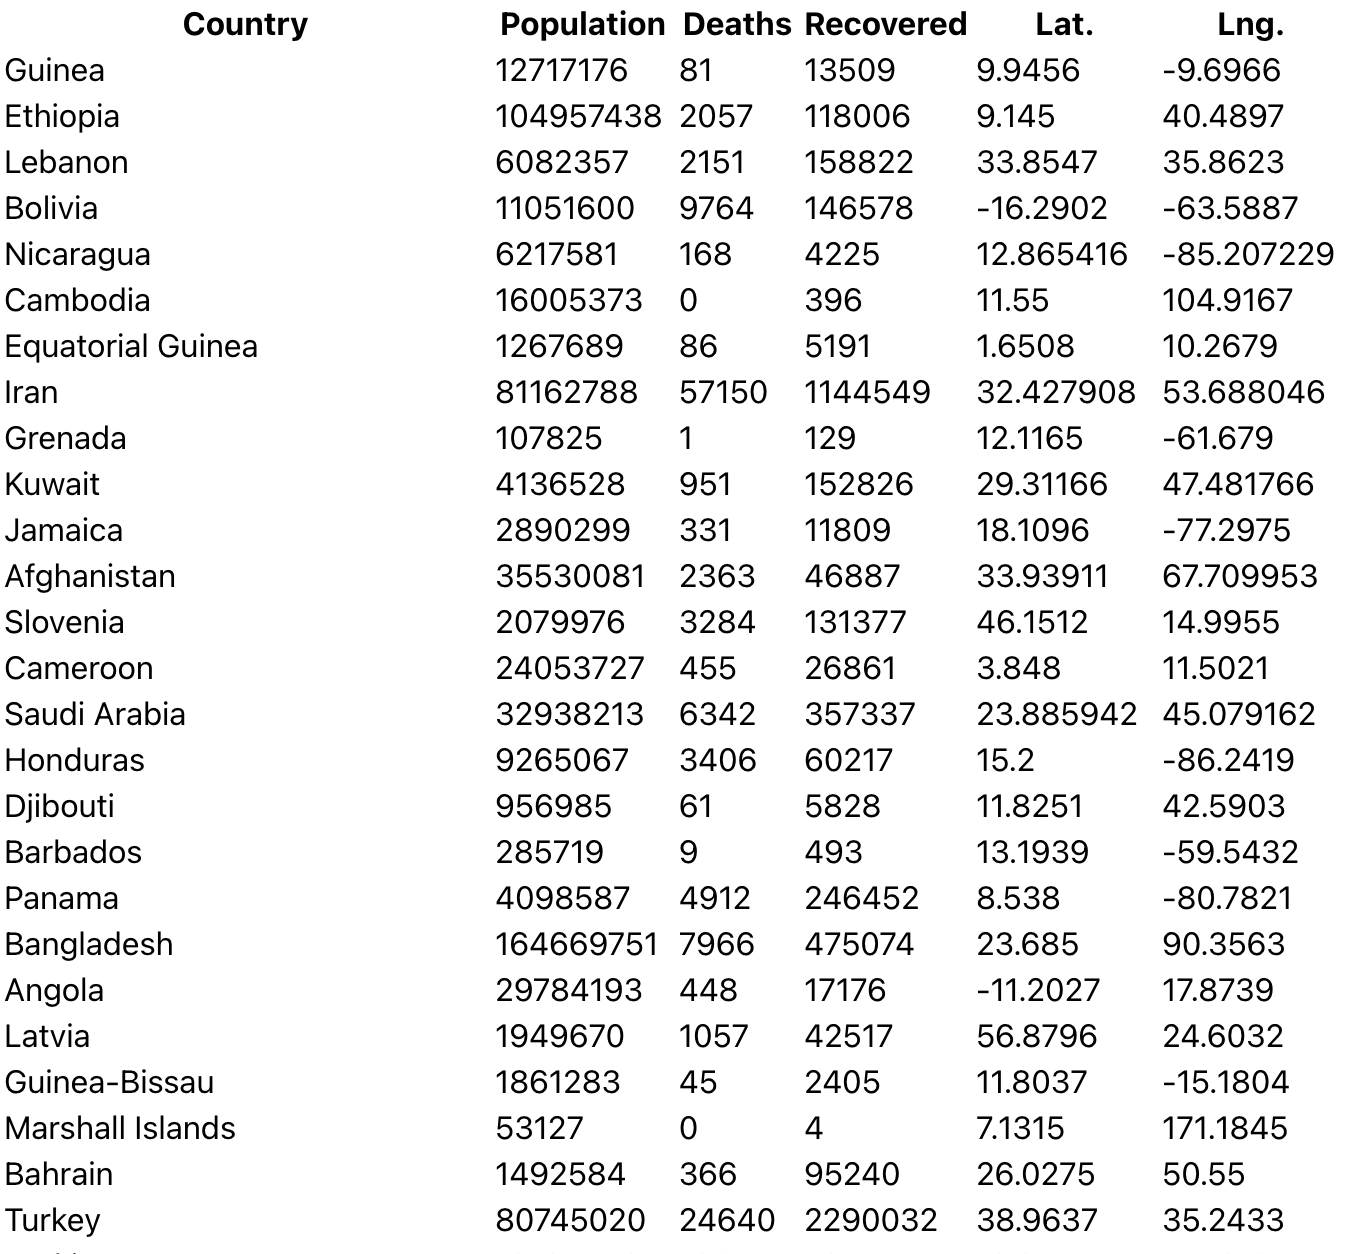 Country Population Deaths Recovered Lat. Lng.
Guinea 12717176 81 13509 9.9456 -9.6966
Ethiopia 104957438 2057 118006 9.145 40.4897
Lebanon 6082357 2151 158822 33.8547 35.8623
Bolivia 11051600 9764 146578 -16.2902 -63.5887
Nicaragua 6217581 168 4225 12.865416 -85.207229
Cambodia 16005373 0 396 11.55 104.9167
Equatorial Guinea 1267689 86 5191 1.6508 10.2679
Iran 81162788 57150 1144549 32.427908 53.688046
Grenada 107825 1 129 12.1165 -61.679
Kuwait 4136528 951 152826 29.31166 47.481766
Jamaica 2890299 331 11809 18.1096 -77.2975
Afghanistan 35530081 2363 46887 33.93911 67.709953
Slovenia 2079976 3284 131377 46.1512 14.9955
Cameroon 24053727 455 26861 3.848 11.5021
Saudi Arabia 32938213 6342 357337 23.885942 45.079162
Honduras 9265067 3406 60217 15.2 -86.2419
Djibouti 956985 61 5828 11.8251 42.5903
Barbados 285719 9 493 13.1939 -59.5432
Panama 4098587 4912 246452 8.538 -80.7821
Bangladesh 164669751 7966 475074 23.685 90.3563
Angola 29784193 448 17176 -11.2027 17.8739
Latvia 1949670 1057 42517 56.8796 24.6032
Guinea-Bissau 1861283 45 2405 11.8037 -15.1804
Marshall Islands 53127 0 4 7.1315 171.1845
Bahrain 1492584 366 95240 26.0275 50.55
Turkey 80745020 24640 2290032 38.9637 35.2433